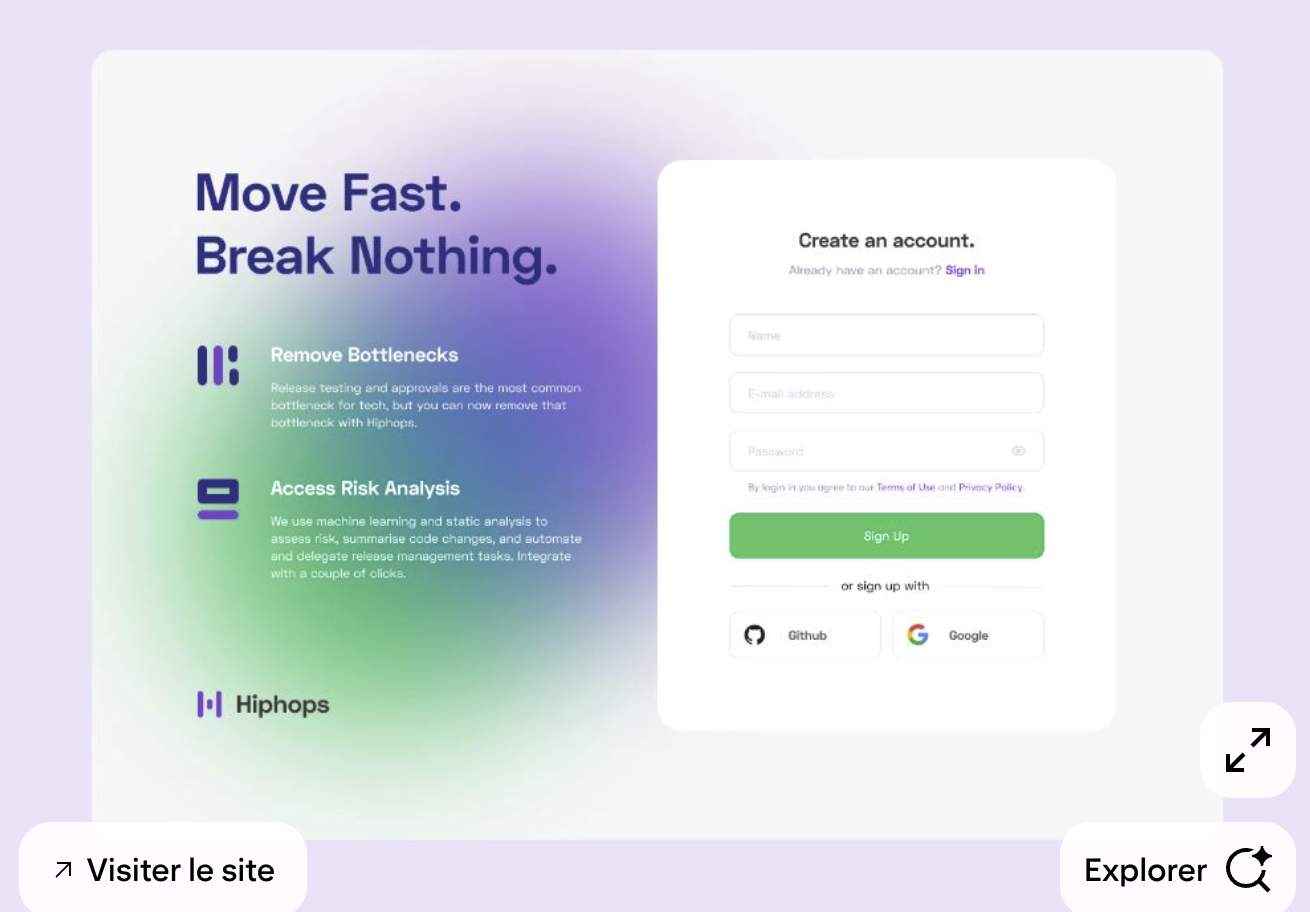 Move Fast.
Break Nothing.
Remove Bottlenecks
Release testing and approvals are the most common
bottleneck for tech, but you can now remove that
bottleneck with Hiphops.
Access Risk Analysis
We use machine learning and static analysis to
assess risk, summarise code changes, and automate
and delegate release management tasks. Integrate
with a couple of clicks.
Hiphops
Create an account.
Already have an account? Sign in
Name
E-mail address
Password
By login in you agree to our Terms of Use and Privacy Policy.
Sign Up
or sign up with
Github
Google
Visiter le site
Explorer